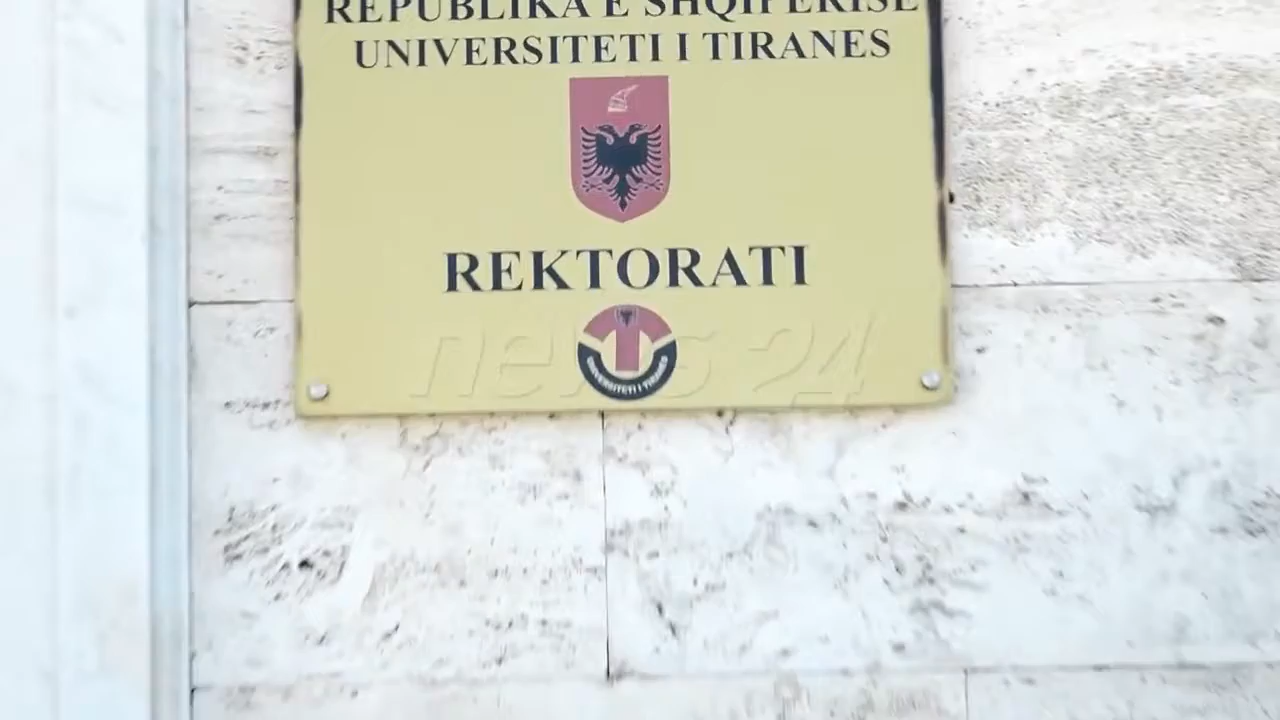 REPUBLIKA E SHQIPERISE
UNIVERSITETI I TIRANES
REKTORATI
UNIVERSITETI I TIRANES
news 24